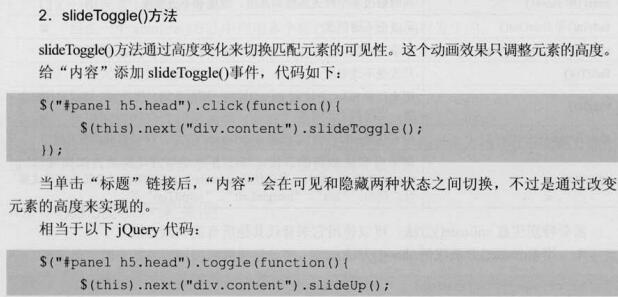 2．slideToggle()方法
slideToggle()方法通过高度变化来切换匹配元素的可见性。这个动画效果只调整元素的高度。
给“内容”添加 slideToggle()事件，代码如下：
$("#panel h5.head").click(function(){
$(this).next("div.content").slideToggle();
});
当单击“标题”链接后，“内容”会在可见和隐藏两种状态之间切换，不过是通过改变
元素的高度来实现的。
相当于以下 jQuery 代码：
$("#panel h5.head").toggle(function(){
$(this).next("div.content").slideUp();